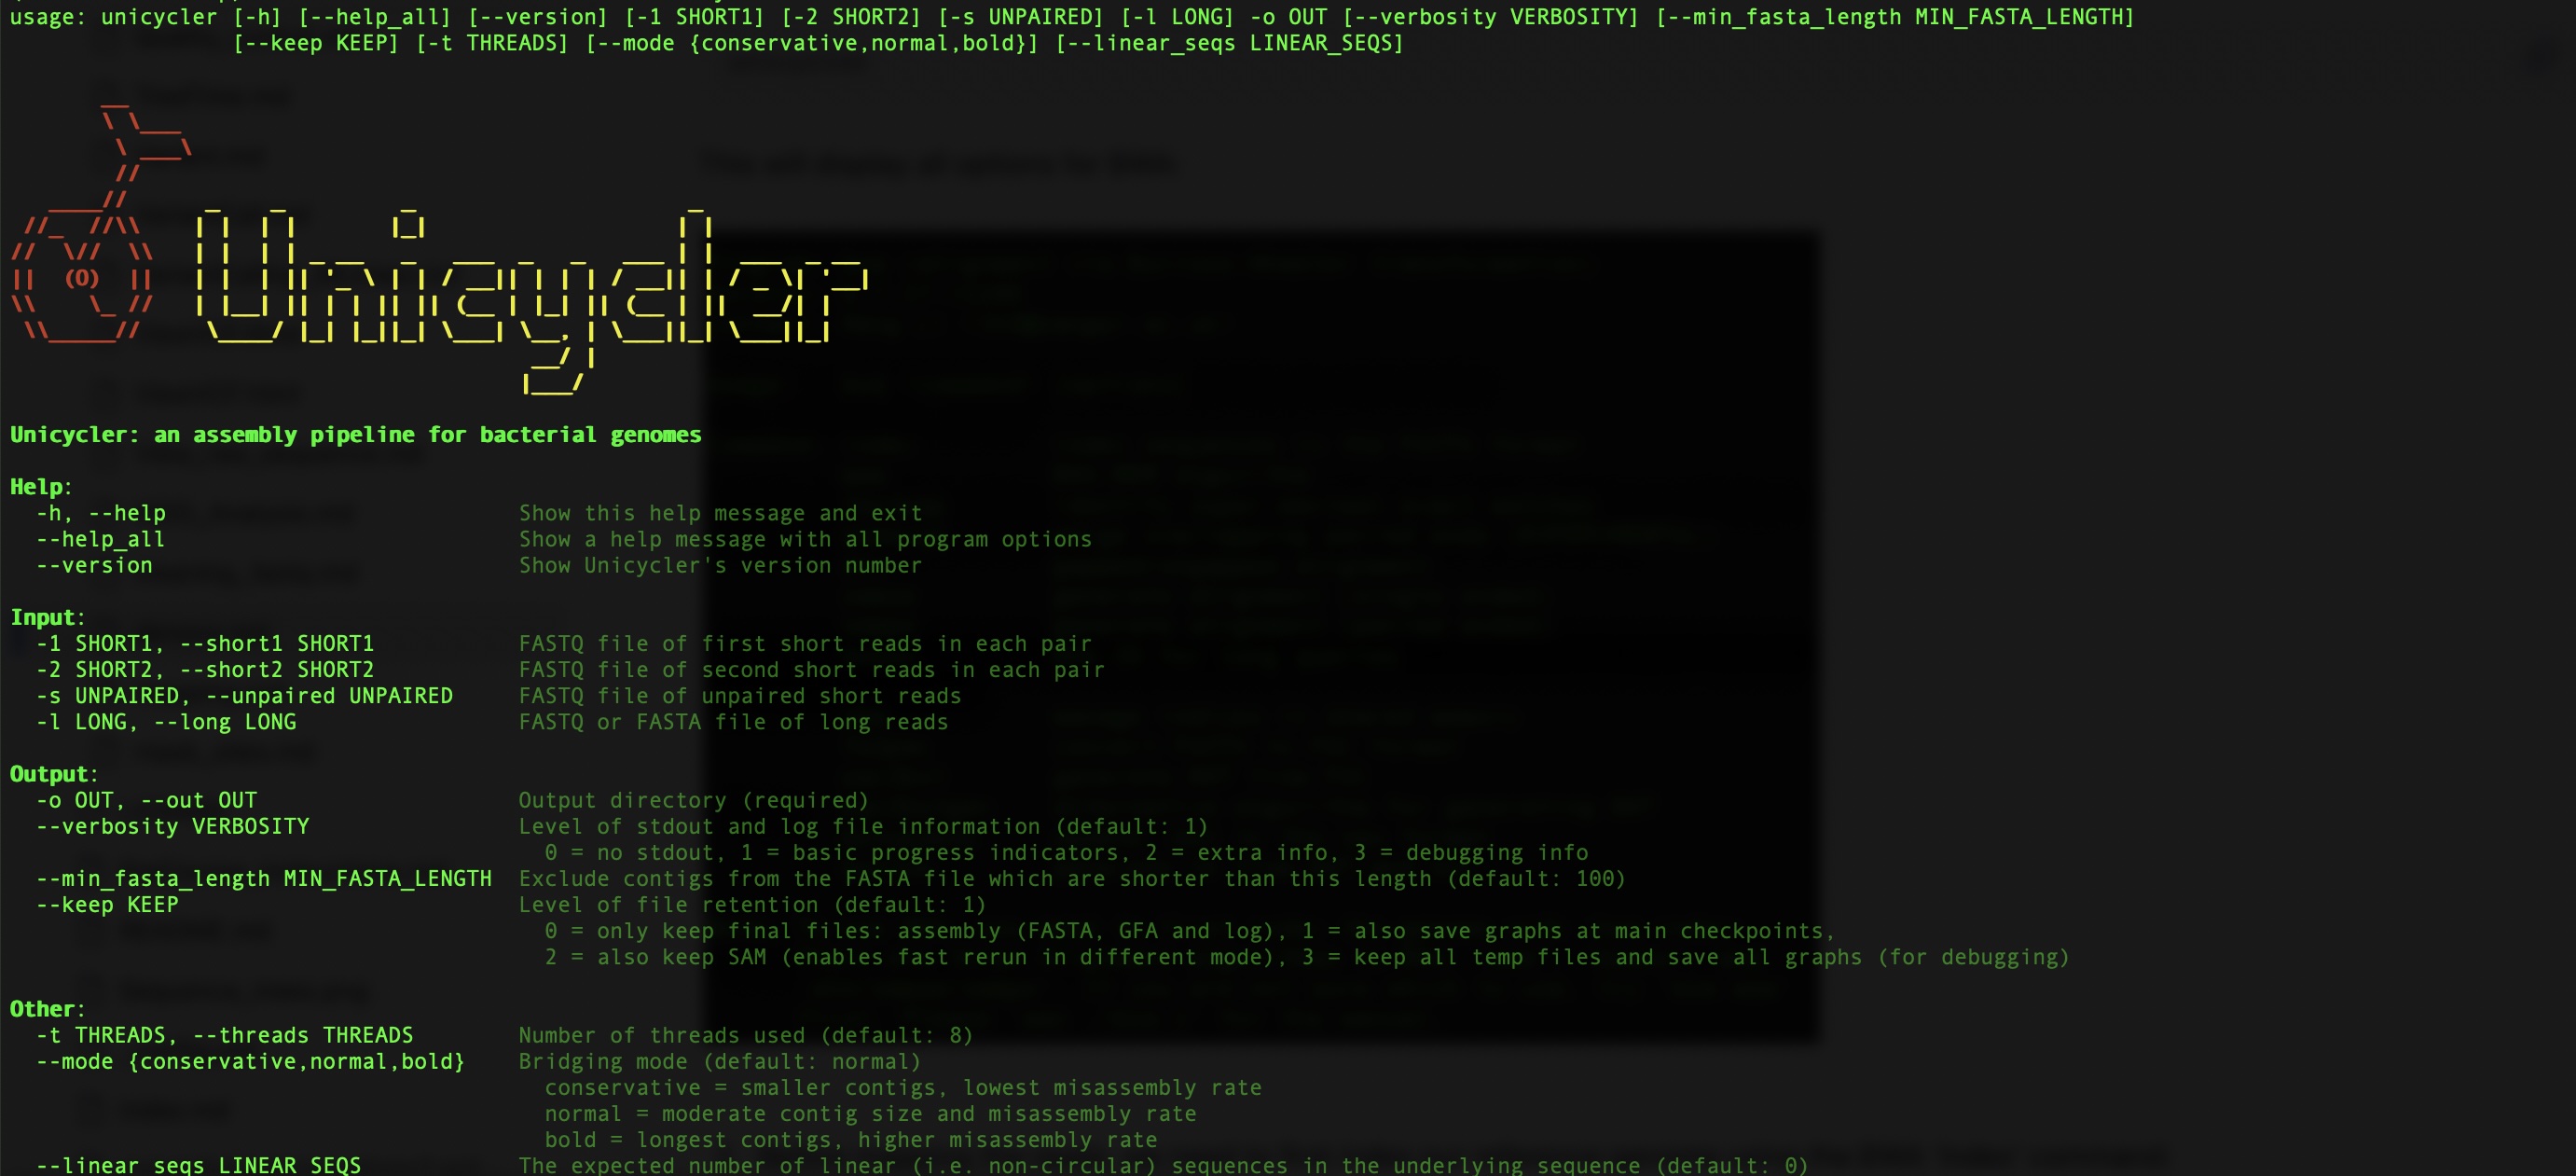 usage: unicycler [-h] [--help_all] [--version] [-1 SHORT1] [-2 SHORT2] [-s UNPAIRED] [-l LONG] -o OUT [--verbosity VERBOSITY] [--min_fasta_length MIN_FASTA_LENGTH]
[--keep KEEP] [-t THREADS] [--mode {conservative,normal,bold}] [--linear_seqs LINEAR_SEQS]
Unicycler
Unicycler: an assembly pipeline for bacterial genomes
Help:
-h, --help Show this help message and exit
--help_all Show a help message with all program options
--version Show Unicycler's version number
Input:
-1 SHORT1, --short1 SHORT1 FASTQ file of first short reads in each pair
-2 SHORT2, --short2 SHORT2 FASTQ file of second short reads in each pair
-s UNPAIRED, --unpaired UNPAIRED FASTQ file of unpaired short reads
-l LONG, --long LONG FASTQ or FASTA file of long reads
Output:
-o OUT, --out OUT Output directory (required)
--verbosity VERBOSITY Level of stdout and log file information (default: 1)
0 = no stdout, 1 = basic progress indicators, 2 = extra info, 3 = debugging info
--min_fasta_length MIN_FASTA_LENGTH Exclude contigs from the FASTA file which are shorter than this length (default: 100)
--keep KEEP Level of file retention (default: 1)
0 = only keep final files: assembly (FASTA, GFA and log), 1 = also save graphs at main checkpoints,
2 = also keep SAM (enables fast rerun in different mode), 3 = keep all temp files and save all graphs (for debugging)
Other:
-t THREADS, --threads THREADS Number of threads used (default: 8)
--mode {conservative,normal,bold} Bridging mode (default: normal)
conservative = smaller contigs, lowest misassembly rate
normal = moderate contig size and misassembly rate
bold = longest contigs, higher misassembly rate
--linear_seqs LINEAR_SEQS The expected number of linear (i.e. non-circular) sequences in the underlying sequence (default: 0)